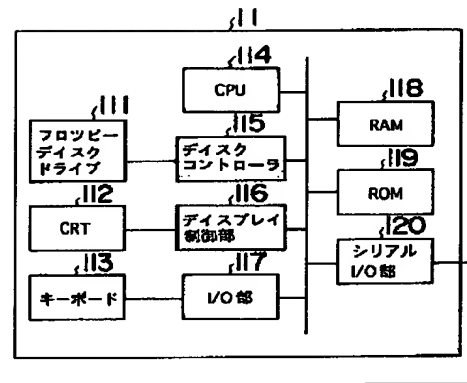 11
114
CPU
111
フロッピー
ディスク
ドライブ
115
ディスク
コントローラ
118
RAM
119
ROM
112
CRT
116
ディスプレイ
制御部
120
シリアル
I/O部
113
キーボード
117
I/O部